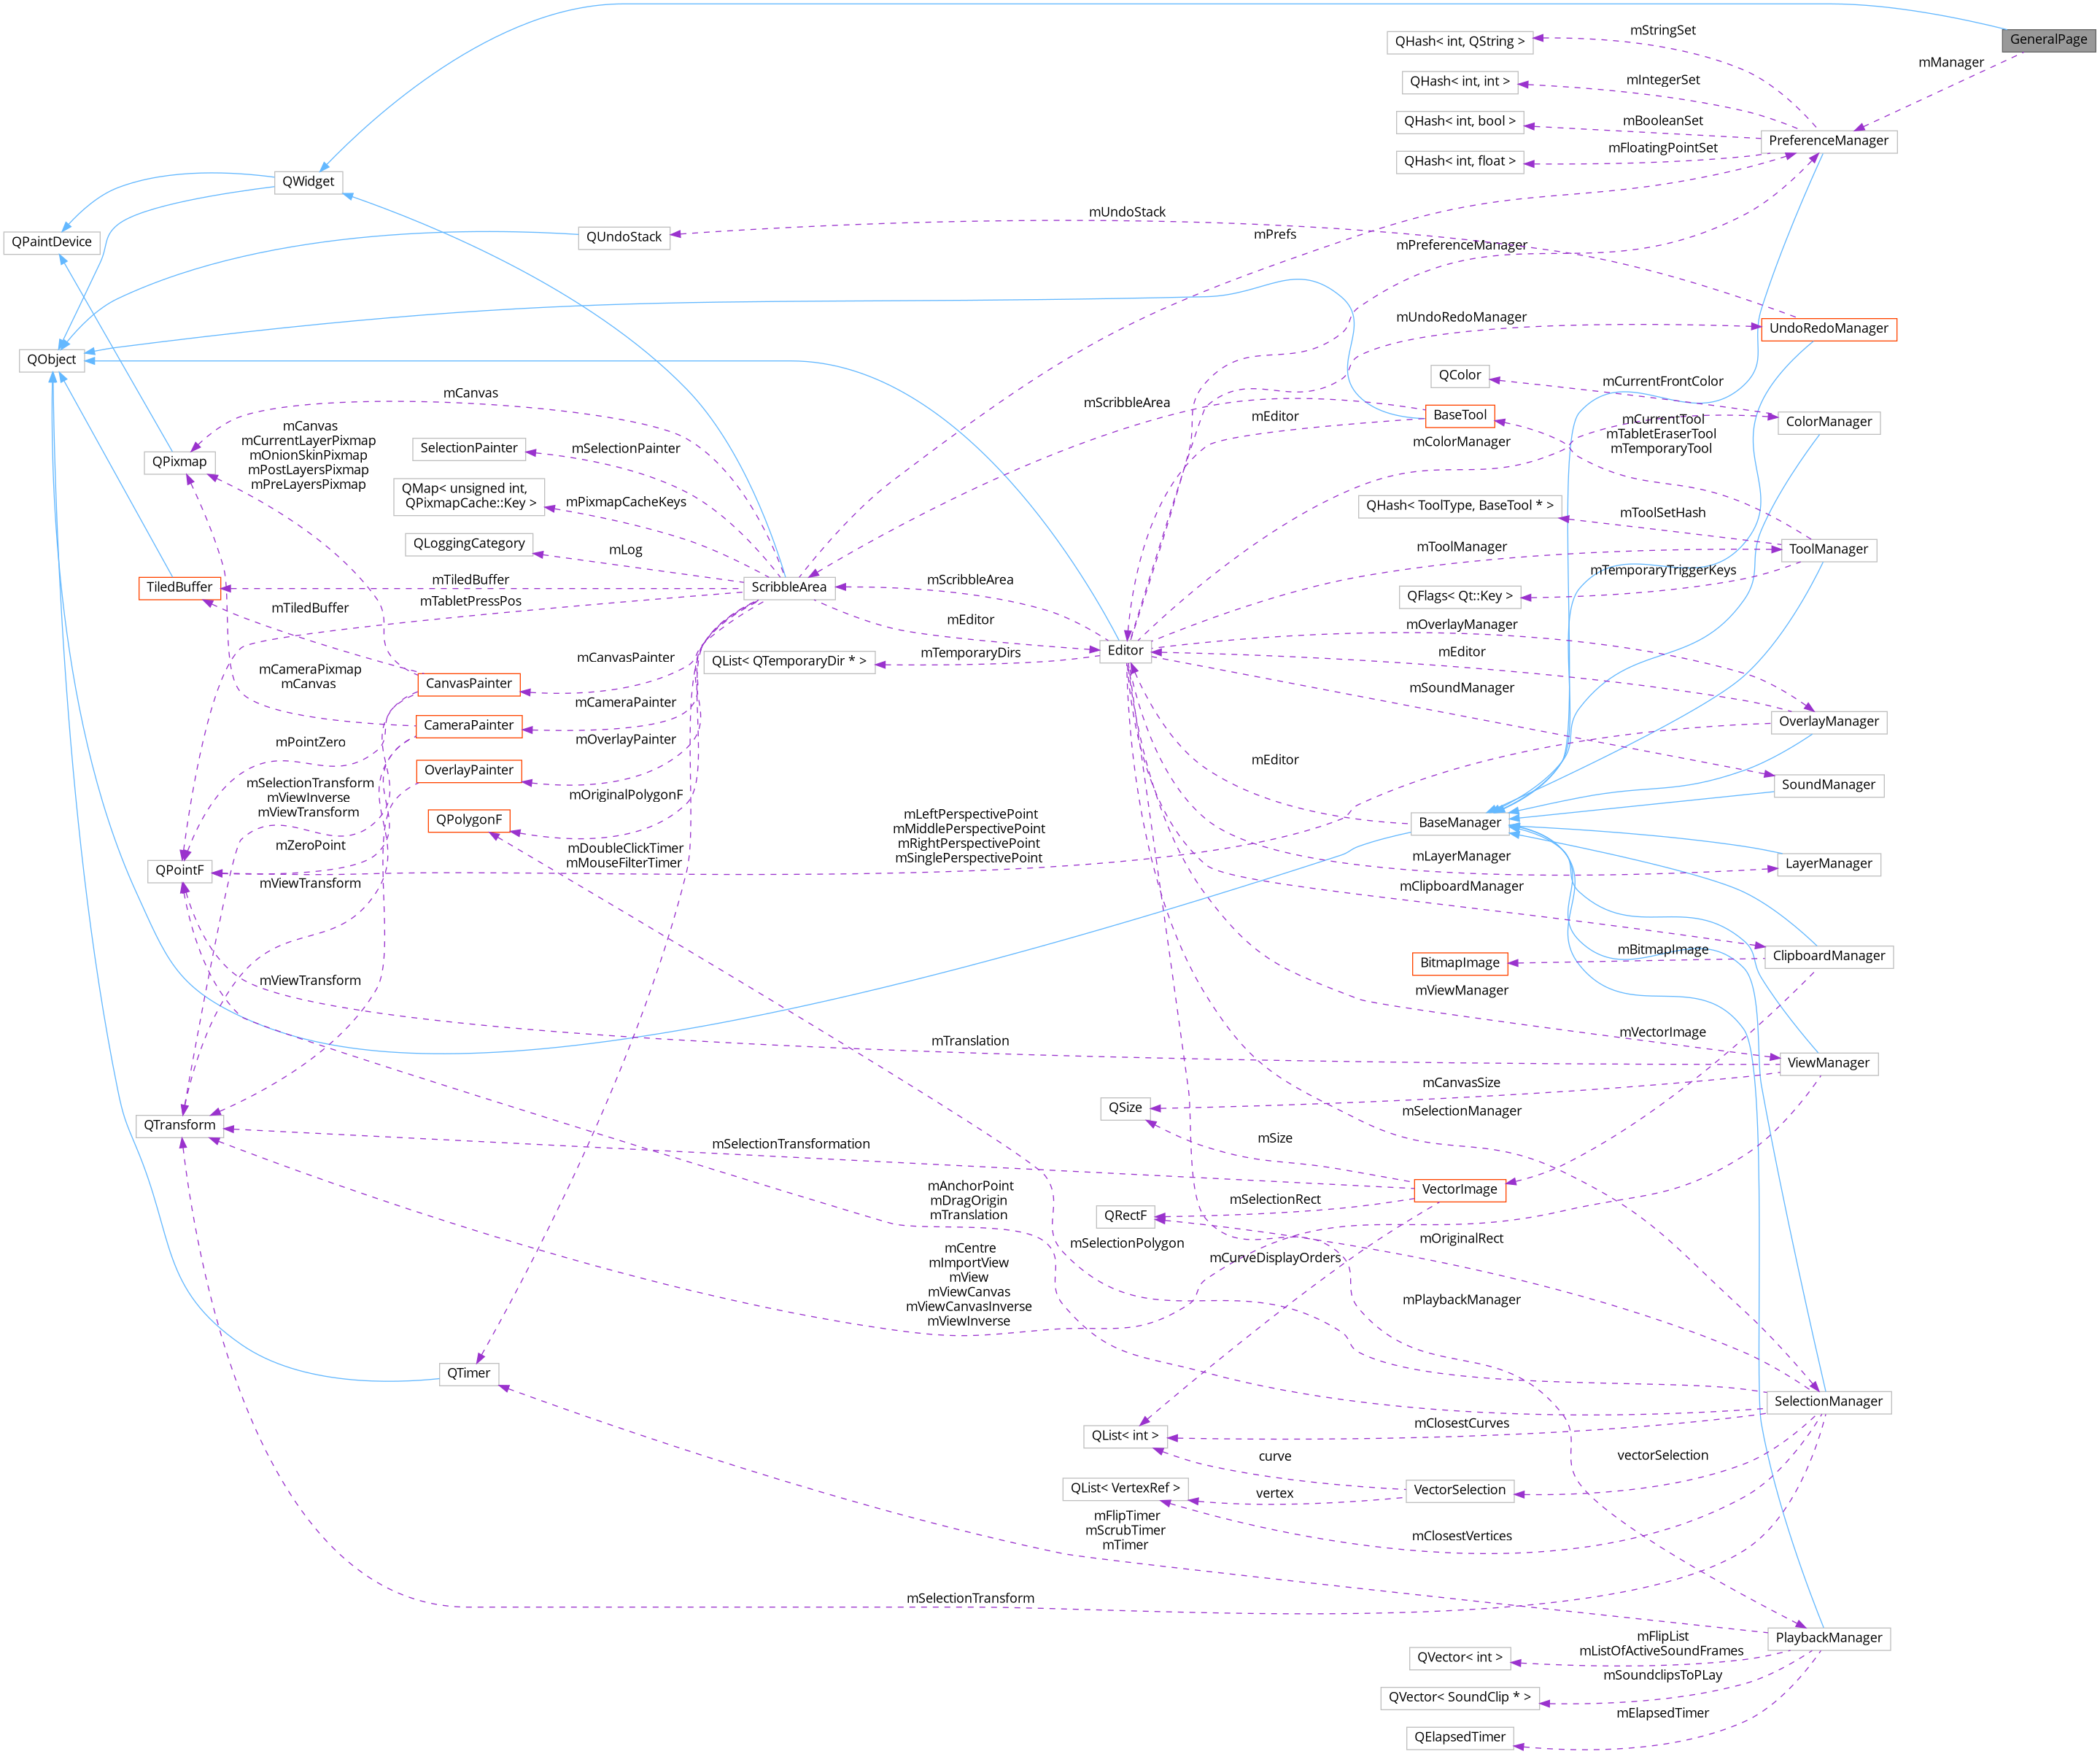 GeneralPage
mStringSet
QHash< int, QString >
mManager
mIntegerSet
QHash< int, int >
mBooleanSet
QHash< int, bool >
PreferenceManager
mFloatingPointSet
QHash< int, float >
QWidget
mUndoStack
QUndoStack
mPrefs
QPaintDevice
mPreferenceManager
mUndoRedoManager
UndoRedoManager
QObject
QColor
mCurrentFrontColor
mCanvas
mScribbleArea
BaseTool
mEditor
ColorManager
mCurrentTool
mTabletEraserTool
mTemporaryTool
mColorManager
mCanvas
mCurrentLayerPixmap
mOnionSkinPixmap
mPostLayersPixmap
mPreLayersPixmap
SelectionPainter
mSelectionPainter
QPixmap
QMap< unsigned int,
QPixmapCache::Key >
mPixmapCacheKeys
QHash< ToolType, BaseTool * >
mToolSetHash
QLoggingCategory
mLog
mToolManager
ToolManager
mTemporaryTriggerKeys
TiledBuffer
mTiledBuffer
ScribbleArea
mScribbleArea
QFlags< Qt::Key >
mTiledBuffer
mTabletPressPos
mEditor
mOverlayManager
Editor
mEditor
QList< QTemporaryDir * >
mTemporaryDirs
mCanvasPainter
mCameraPixmap
mCanvas
CanvasPainter
mSoundManager
mCameraPainter
CameraPainter
OverlayManager
mPointZero
mOverlayPainter
mEditor
OverlayPainter
SoundManager
mSelectionTransform
mViewInverse
mViewTransform
mOriginalPolygonF
QPolygonF
mLeftPerspectivePoint
mMiddlePerspectivePoint
mRightPerspectivePoint
mSinglePerspectivePoint
BaseManager
mZeroPoint
mDoubleClickTimer
mMouseFilterTimer
mLayerManager
LayerManager
QPointF
mViewTransform
mClipboardManager
mBitmapImage
ClipboardManager
BitmapImage
mViewTransform
mViewManager
mVectorImage
mTranslation
ViewManager
mCanvasSize
QSize
mSelectionManager
QTransform
mSelectionTransformation
mSize
mAnchorPoint
mDragOrigin
mTranslation
VectorImage
mSelectionRect
QRectF
mSelectionPolygon
mOriginalRect
mCurveDisplayOrders
mCentre
mImportView
mView
mViewCanvas
mViewCanvasInverse
mViewInverse
mPlaybackManager
QTimer
SelectionManager
mClosestCurves
QList< int >
curve
vectorSelection
QList< VertexRef >
vertex
VectorSelection
mFlipTimer
mScrubTimer
mTimer
mClosestVertices
mSelectionTransform
PlaybackManager
mFlipList
mListOfActiveSoundFrames
QVector< int >
mSoundclipsToPLay
QVector< SoundClip * >
mElapsedTimer
QElapsedTimer